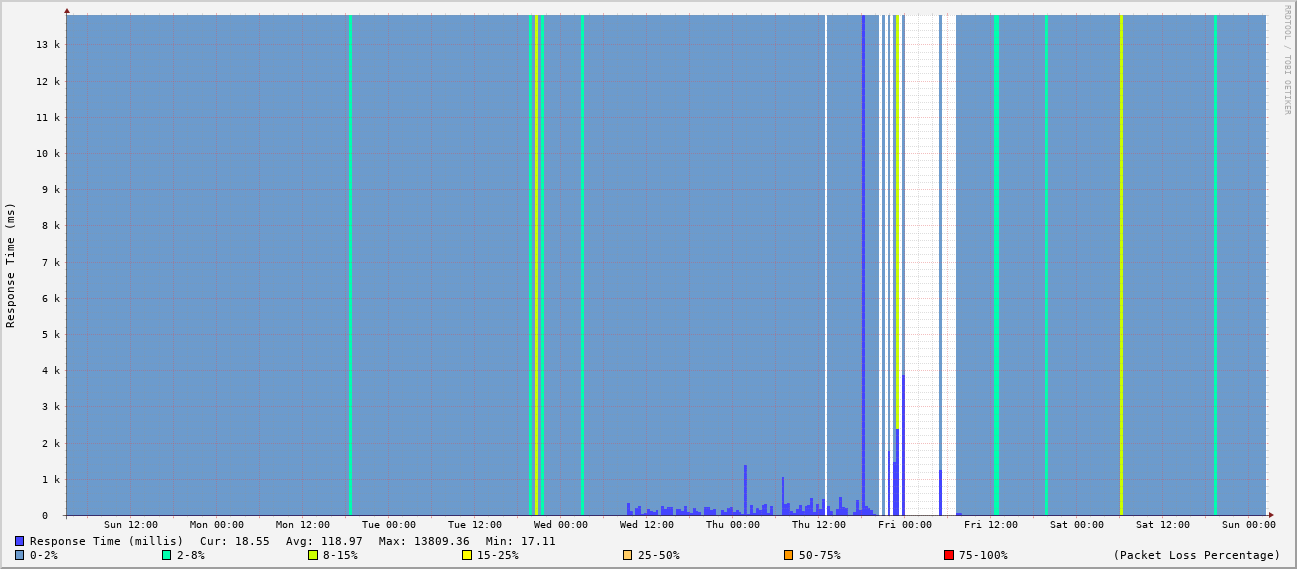 RRDTOOL / TOBI OETIKER
Response Time (ms)
13 k
12 k
11 k
10 k
9 k
8 k
7 k
6 k
5 k
4 k
3 k
2 k
1 k
0
Sun 12:00 Mon 00:00 Mon 12:00 Tue 00:00 Tue 12:00 Wed 00:00 Wed 12:00 Thu 00:00 Thu 12:00 Fri 00:00 Fri 12:00 Sat 00:00 Sat 12:00 Sun 00:00
Response Time (millis) Cur: 18.55 Avg: 118.97 Max: 13809.36 Min: 17.11
0-2% 2-8% 8-15% 15-25% 25-50% 50-75% 75-100% (Packet Loss Percentage)